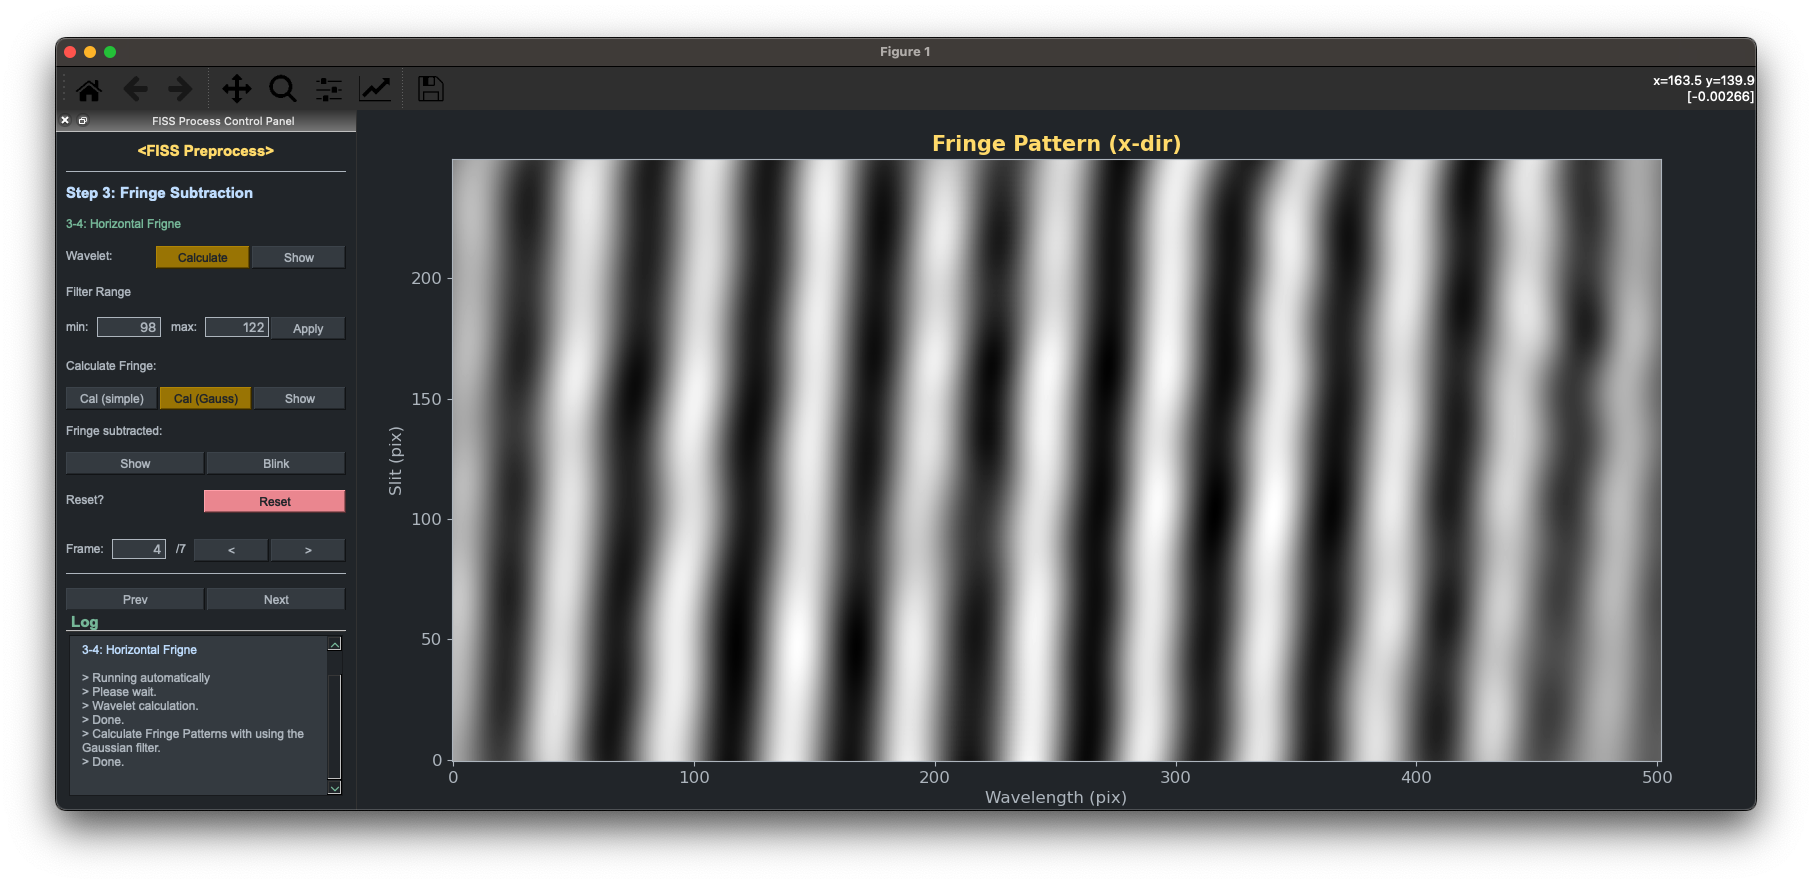 Figure 1
x=163.5 y=139.9
[-0.00266]
FISS Process Control Panel
<FISS Preprocess>
Step 3: Fringe Subtraction
3-4: Horizontal Frigne
Wavelet: Calculate Show
Filter Range
min: 98 max: 122 Apply
Calculate Fringe:
Cal (simple) Cal (Gauss) Show
Fringe subtracted:
Show Blink
Reset? Reset
Frame: 4 /7 < >
Prev Next
Log
3-4: Horizontal Frigne
> Running automatically
> Please wait.
> Wavelet calculation.
> Done.
> Calculate Fringe Patterns with using the
Gaussian filter.
> Done.
Fringe Pattern (x-dir)
Slit (pix)
200
150
100
50
0
0 100 200 300 400 500
Wavelength (pix)